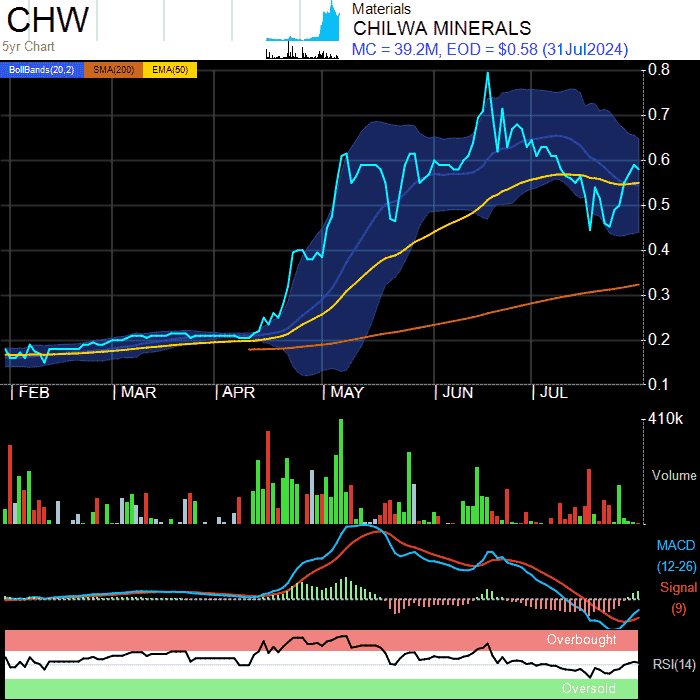 CHW
5yr Chart
Materials
CHILWA MINERALS
MC = 39.2M, EOD = $0.58 (31Jul2024)
BollBands(20,2) SMA(200) EMA(50)
0.8
0.7
0.6
0.5
0.4
0.3
0.2
0.1
FEB MAR APR MAY JUN JUL
410k
Volume
MACD
(12-26)
Signal
(9)
Overbought
RSI(14)
Oversold